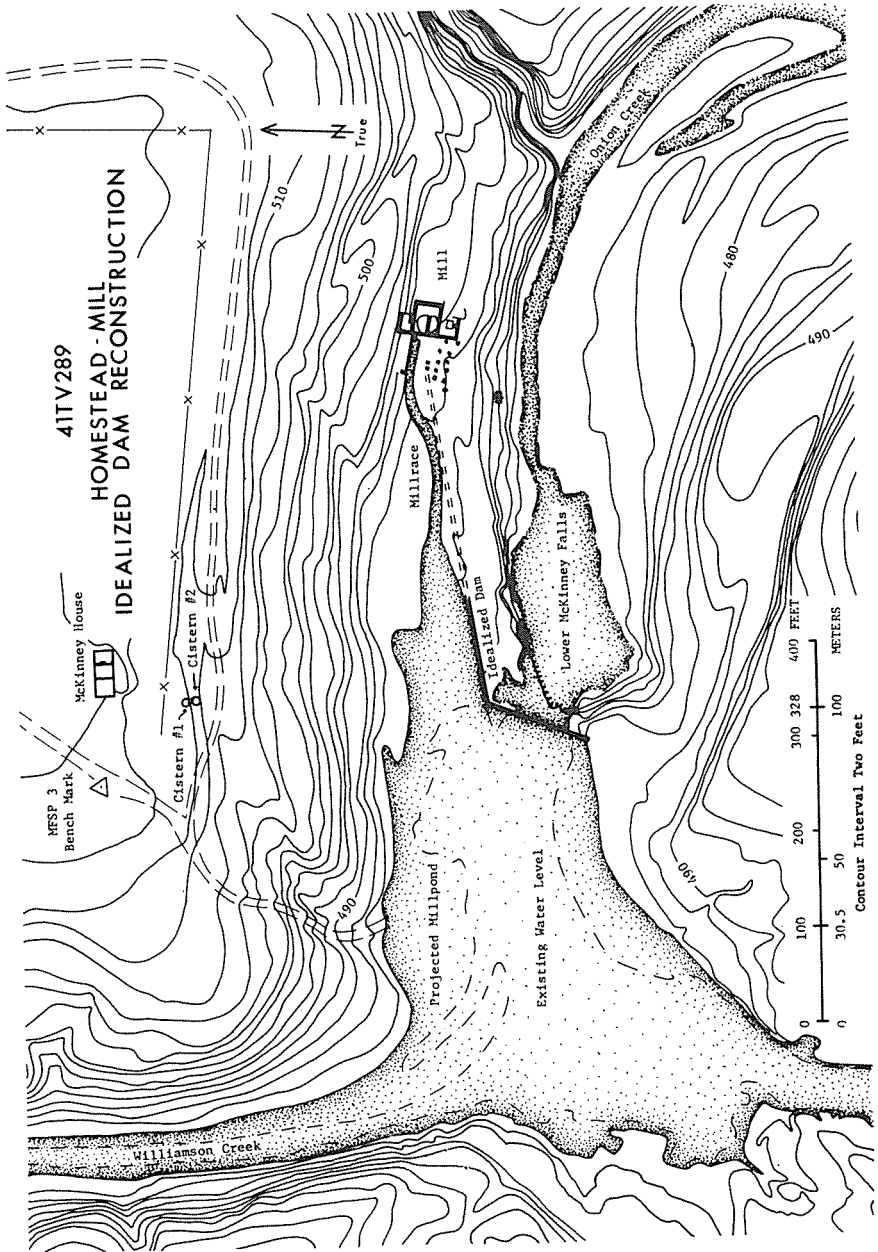 41TV289
HOMESTEAD-MILL
IDEALIZED DAM RECONSTRUCTION
N
True
MFSP 3
Bench Mark
McKinney House
Cistern #1
Cistern #2
510
500
490
Mill
Millrace
Idealized Dam
Lower McKinney Falls
Onion Creek
480
490
490
Projected Millpond
Existing Water Level
Williamson Creek
0 100 200 300 328 400 FEET
0 30.5 50 100 METERS
Contour Interval Two Feet